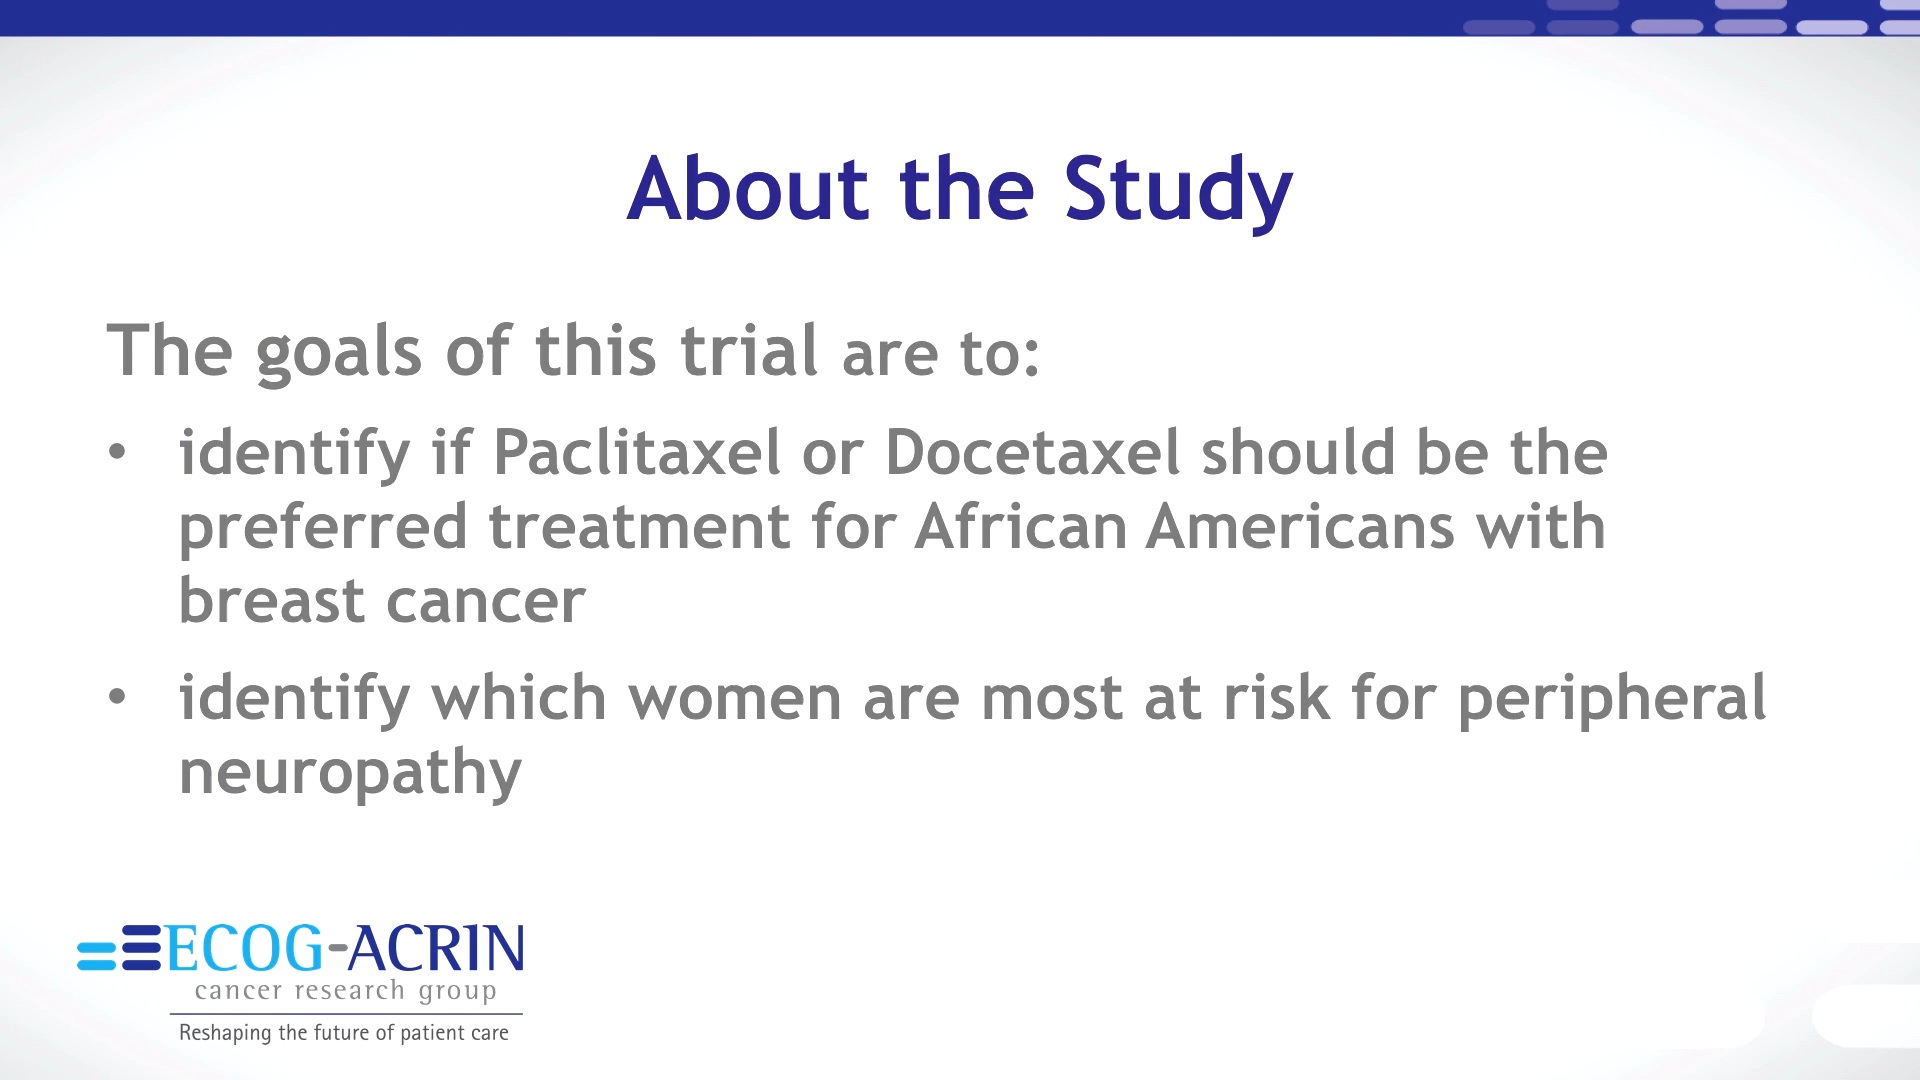 About the Study
The goals of this trial are to:
• identify if Paclitaxel or Docetaxel should be the
preferred treatment for African Americans with
breast cancer
• identify which women are most at risk for peripheral
neuropathy
ECOG-ACRIN
cancer research group
Reshaping the future of patient care